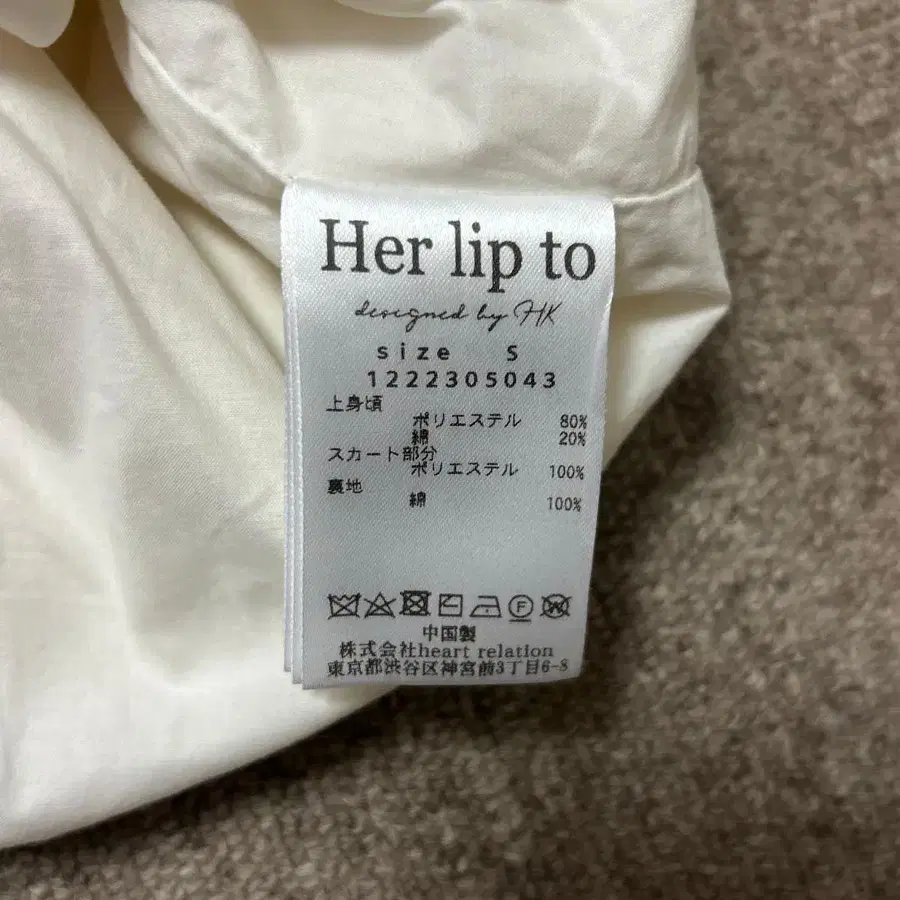 Her lip to
designed by HK
size S
1222305043
上身頃
ポリエステル 80%
綿 20%
スカート部分
ポリエステル 100%
裏地
綿 100%
中国製
株式会社heart relation
東京都渋谷区神宮前3丁目6-8